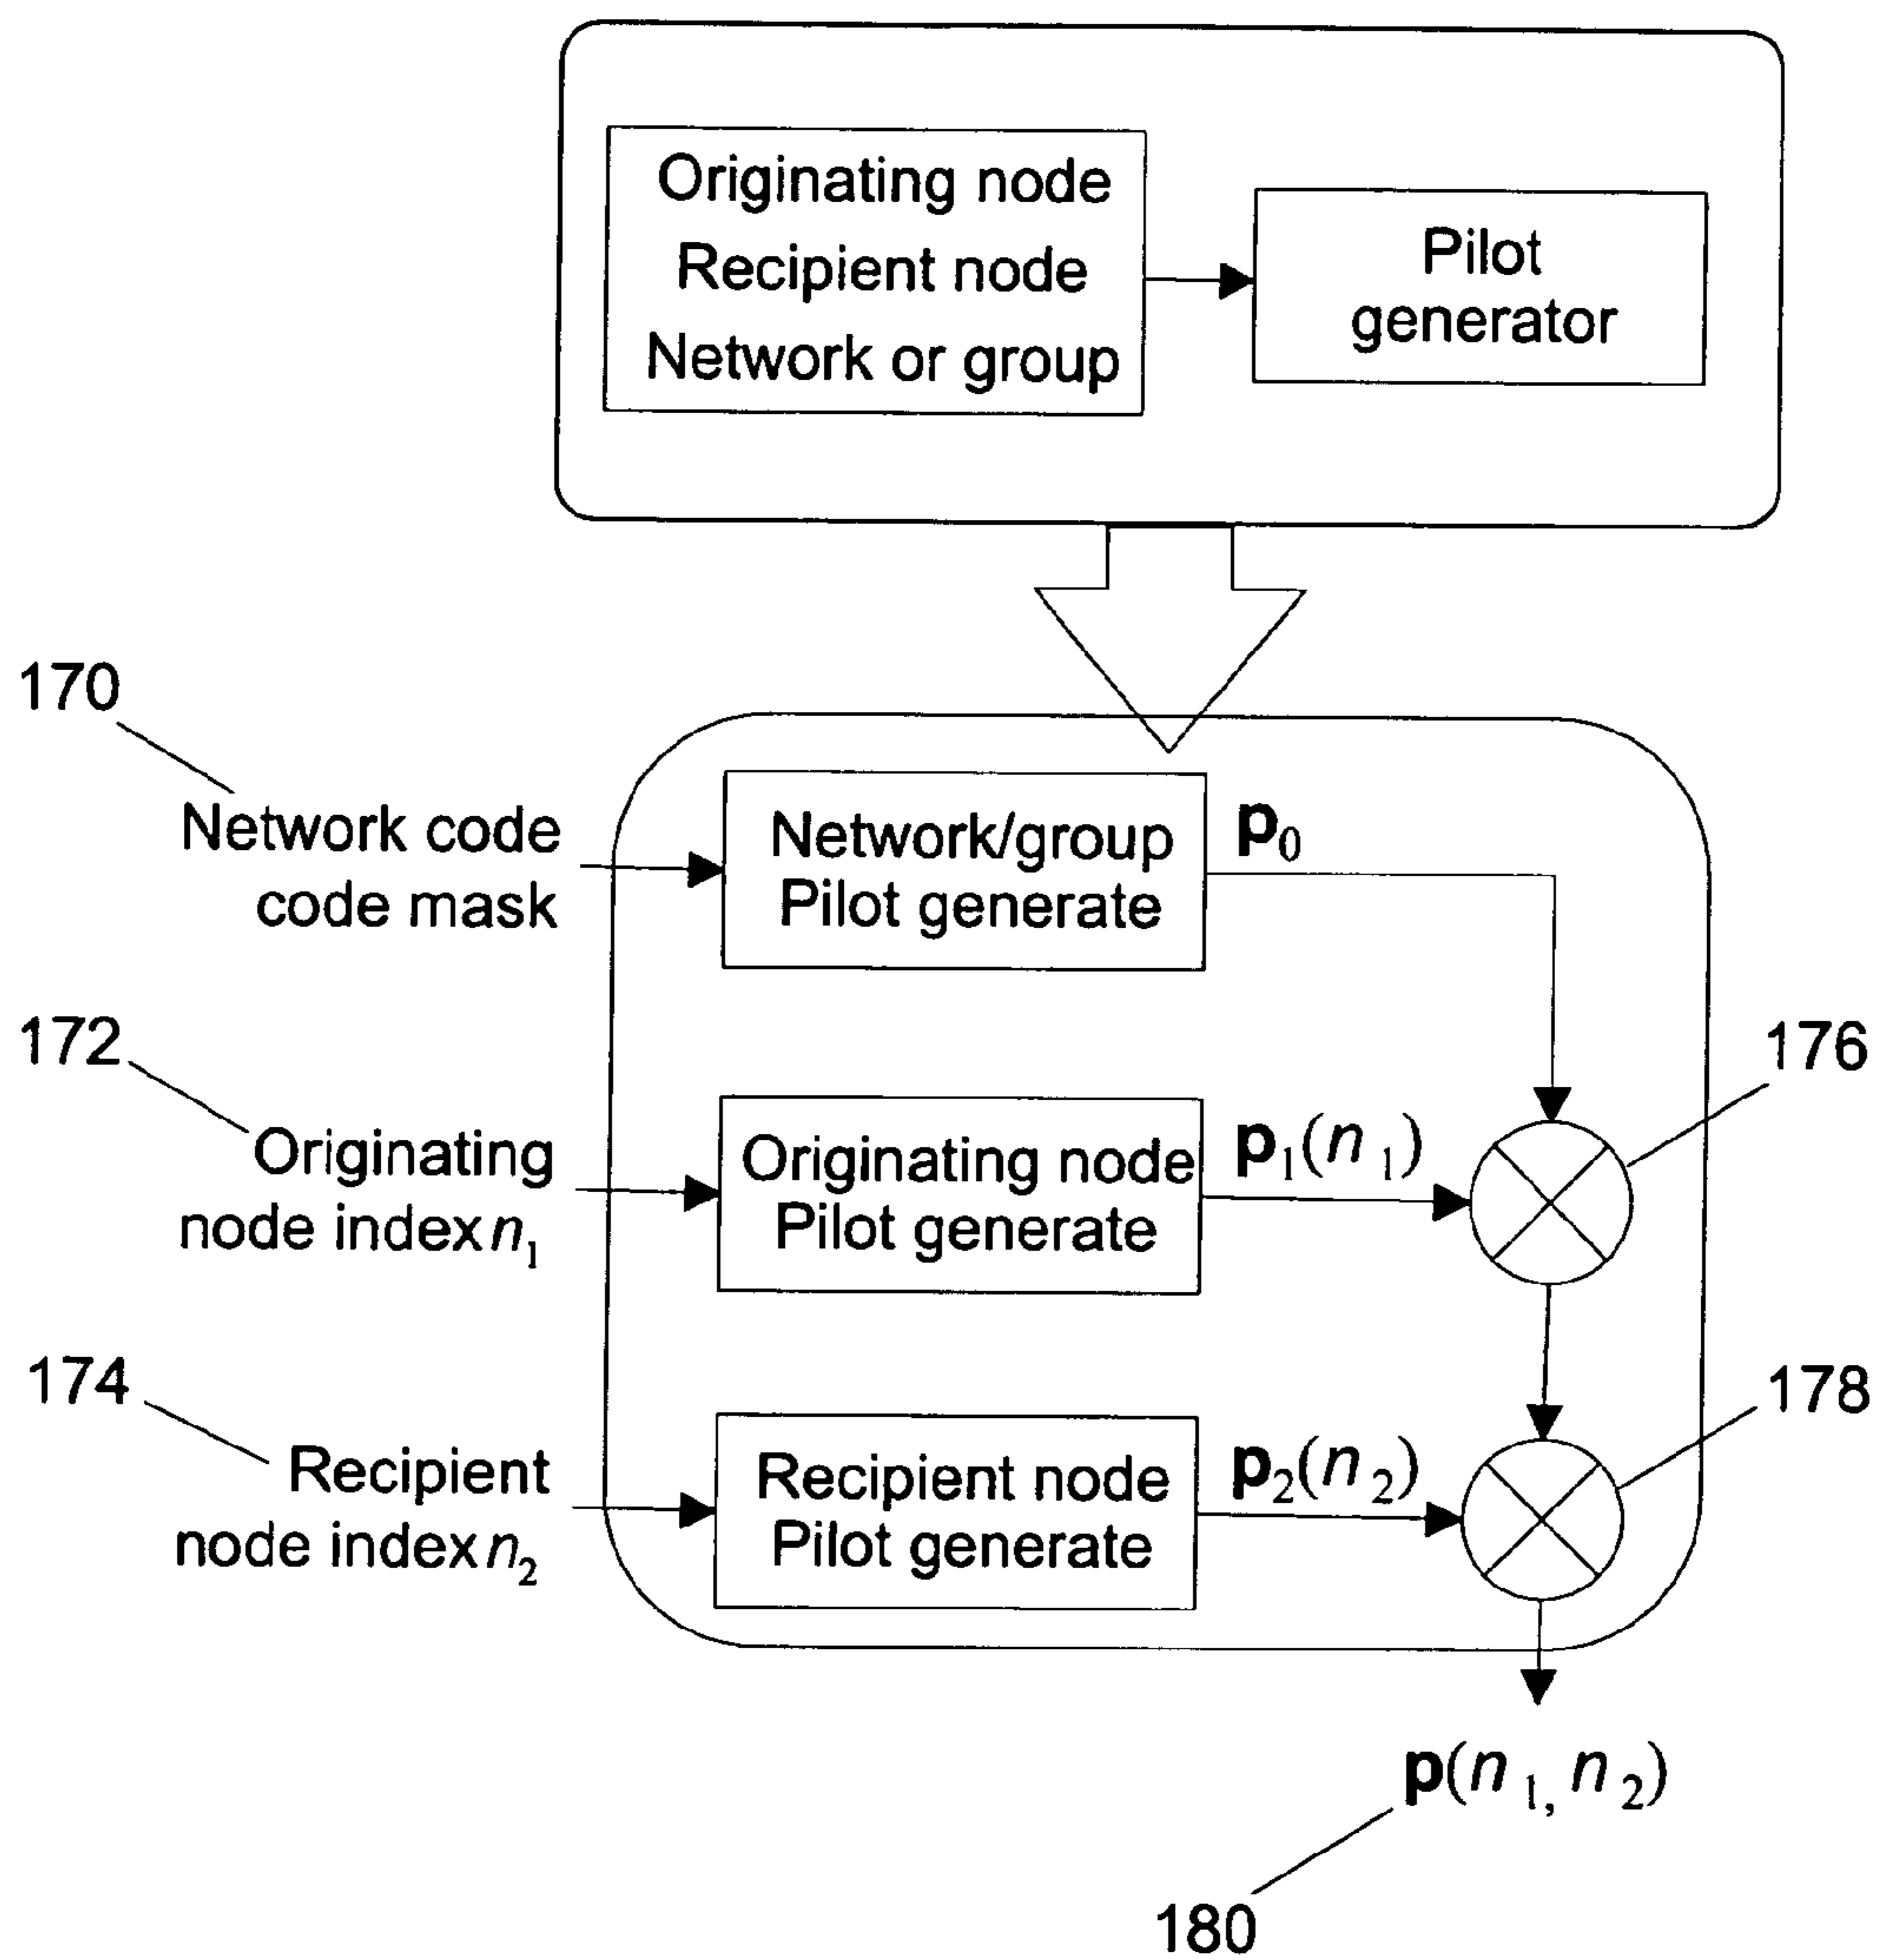 Originating node
Recipient node
Network or group
Pilot
generator
170
Network code
code mask
Network/group
Pilot generate
p₀
172
Originating
node index n₁
Originating node
Pilot generate
p₁(n₁)
176
174
Recipient
node index n₂
Recipient node
Pilot generate
p₂(n₂)
178
p(n₁, n₂)
180